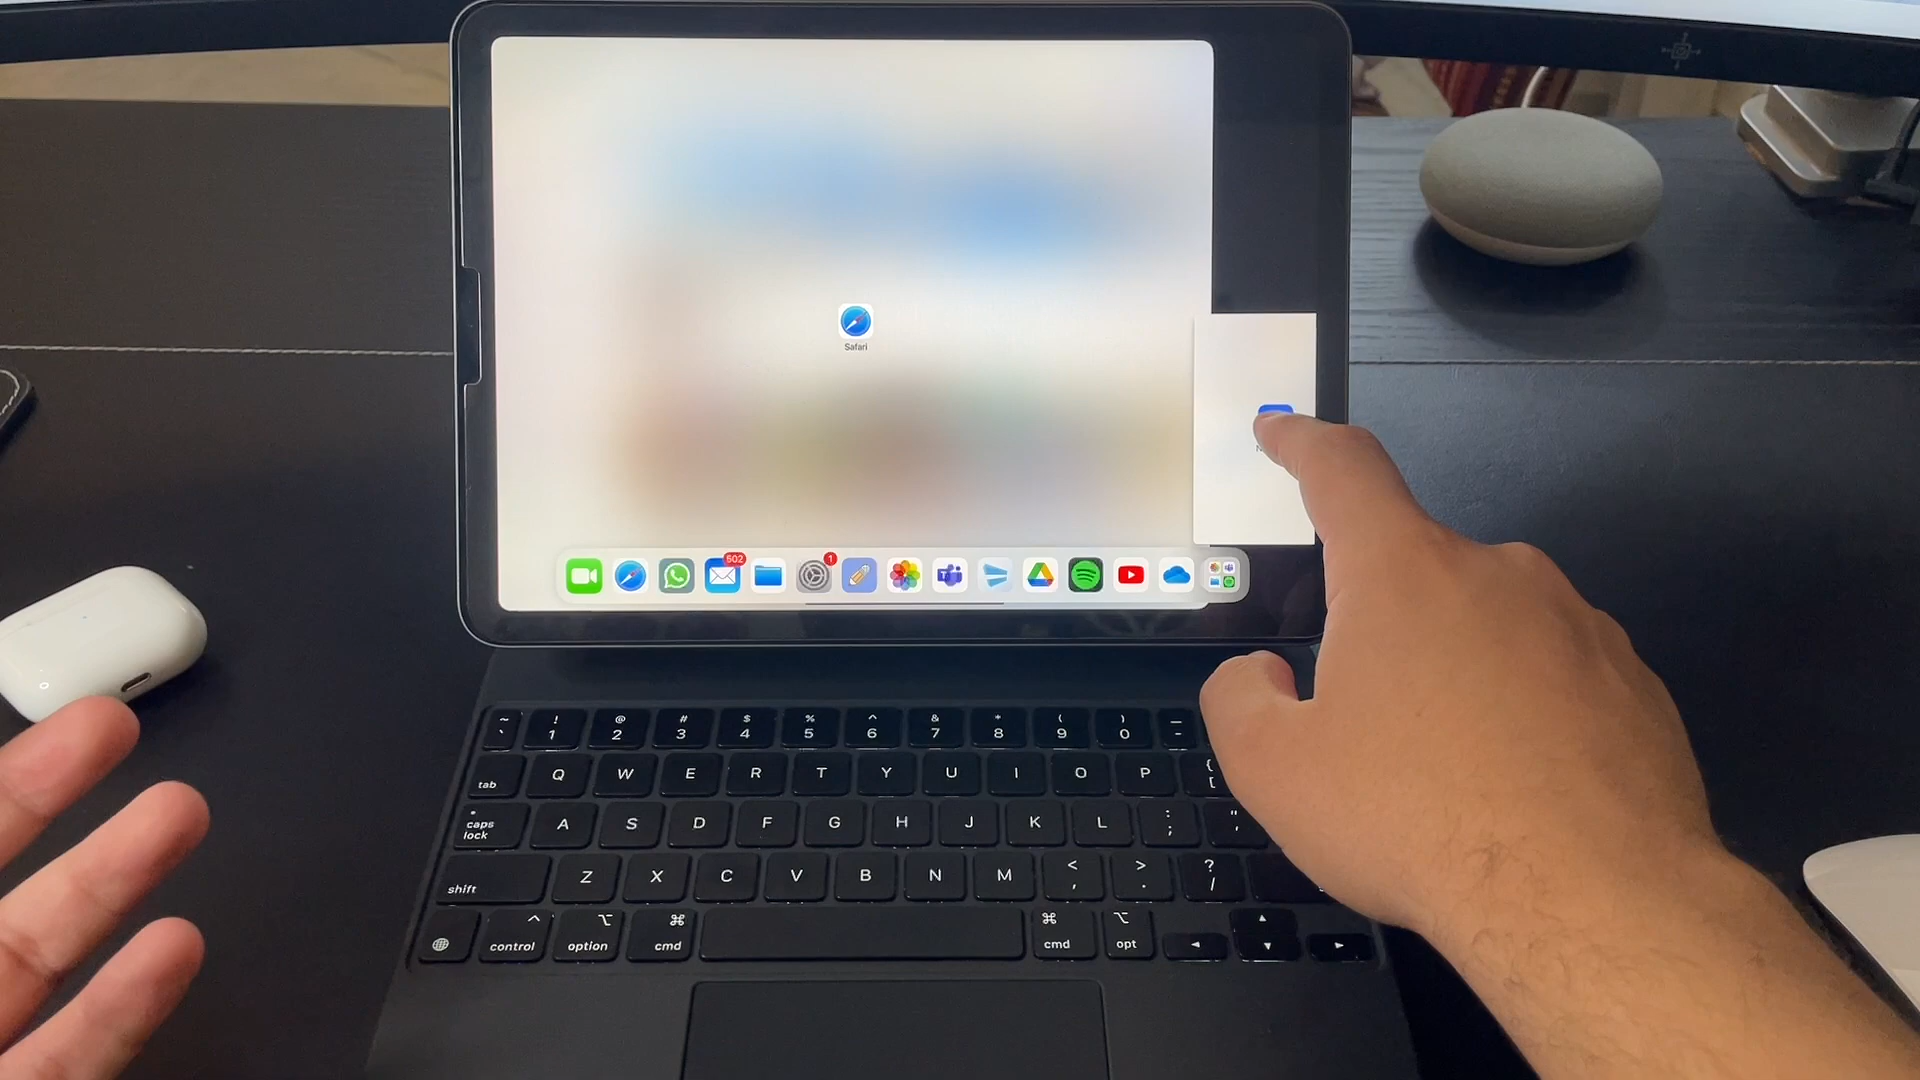 Safari
602
1
~ ! @ # $ % ^ & * ( ) —
` 1 2 3 4 5 6 7 8 9 0 -
tab Q W E R T Y U I O P { [
caps lock A S D F G H J K L : ; " '
shift Z X C V B N M < , > . ? /
^ ⌥ ⌘ ⌘ ⌥ ▲
control option cmd cmd opt ◄ ▼ ►